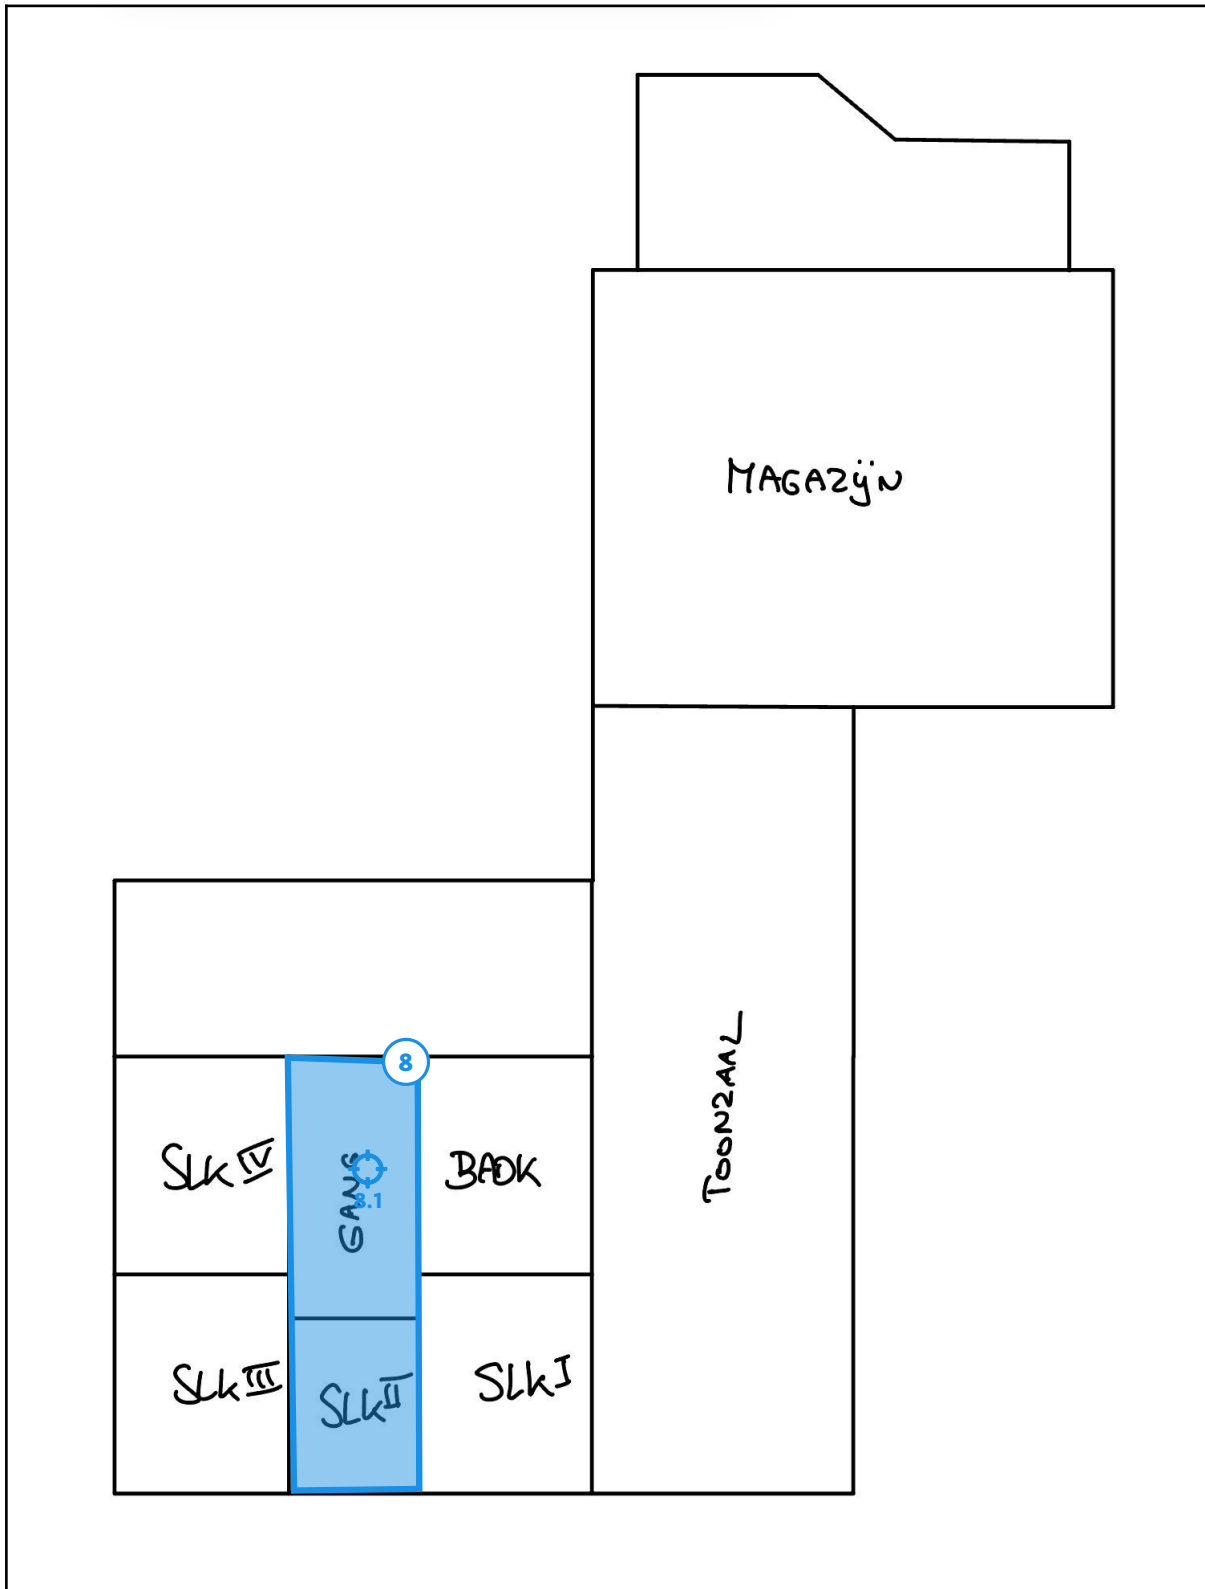 MAGAZijN
TOONZAAL
8
SLK IV
GANG
8.1
BADK
SLK III
SLK II
SLK I